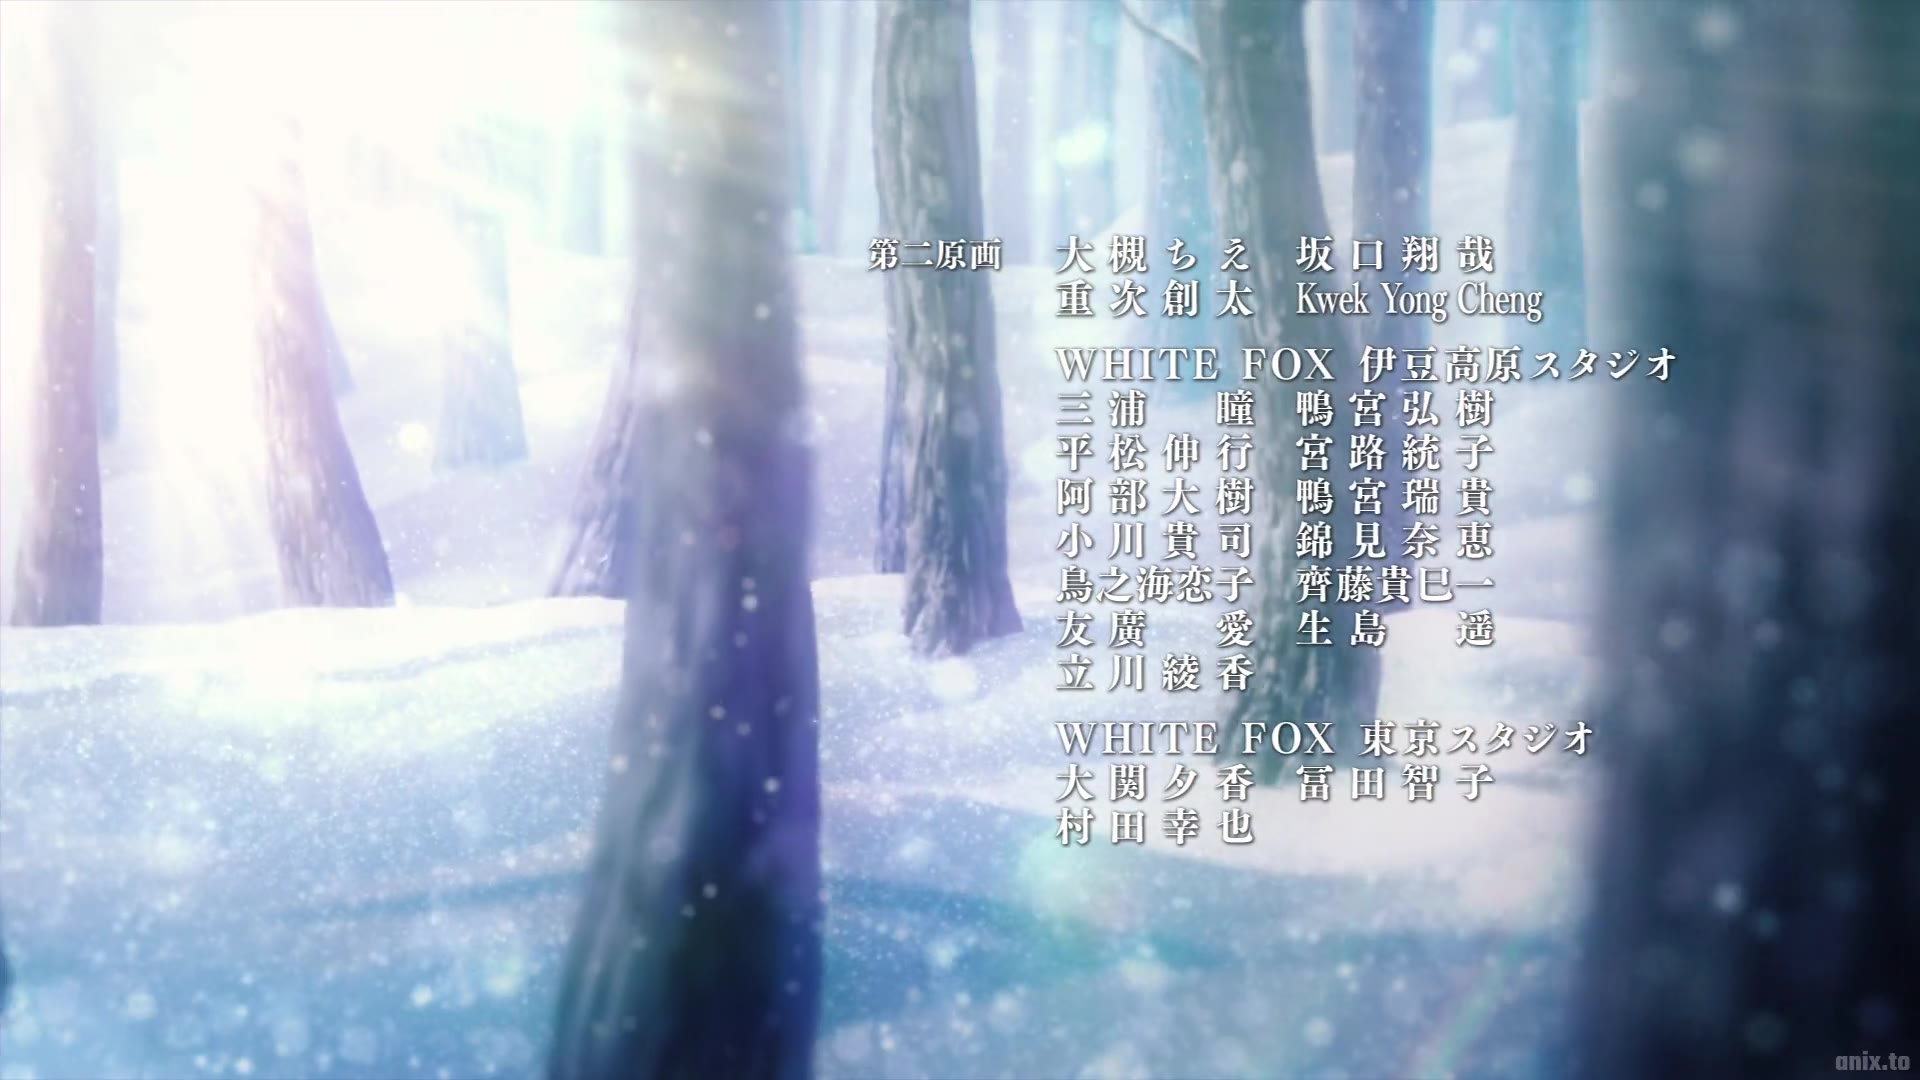 第二原画 大槻ちえ 坂口翔哉
重次創太 Kwek Yong Cheng
WHITE FOX 伊豆高原スタジオ
三浦 瞳 鴨宮弘樹
平松伸行 宮路統子
阿部大樹 鴨宮瑞貴
小川貴司 錦見奈恵
鳥之海恋子 齊藤貴巳一
友廣 愛 生島 遥
立川綾香
WHITE FOX 東京スタジオ
大関夕香 冨田智子
村田幸也
anix.to